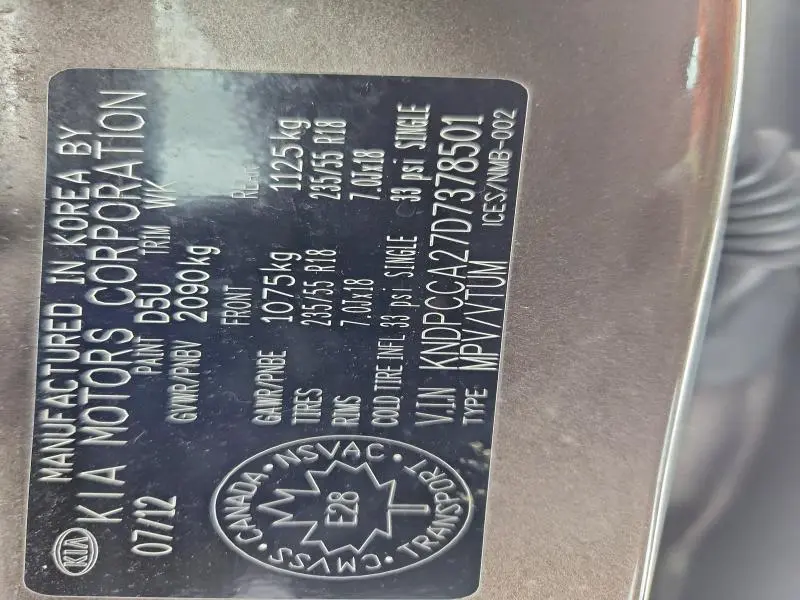 KIA
MANUFACTURED IN KOREA BY
KIA MOTORS CORPORATION
07/12 PAINT D5U TRIM WK
GVWR/PNBV 2090kg
FRONT REAR
GAWR/PNBE 1075kg 1125kg
TIRES 235/55 R18 235/55 R18
RIMS 7.0Jx18 7.0Jx18
COLD TIRE INFL 33 psi SINGLE 33 psi SINGLE
V.I.N KNDPCCA27D7378501
TYPE MPV/VTUM ICES/NMB-002
CANADA · NSVAC · TRANSPORT · CMVSS ·
E28